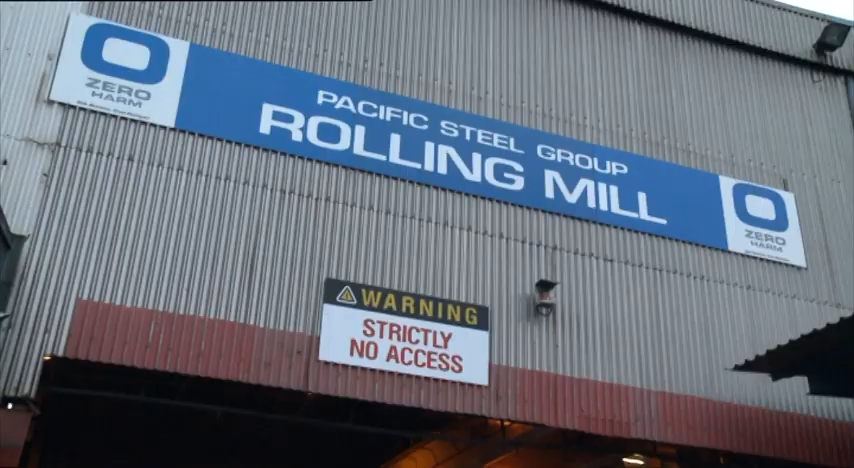 ZERO
HARM
PACIFIC STEEL GROUP
ROLLING MILL
ZERO
HARM
WARNING
STRICTLY
NO ACCESS